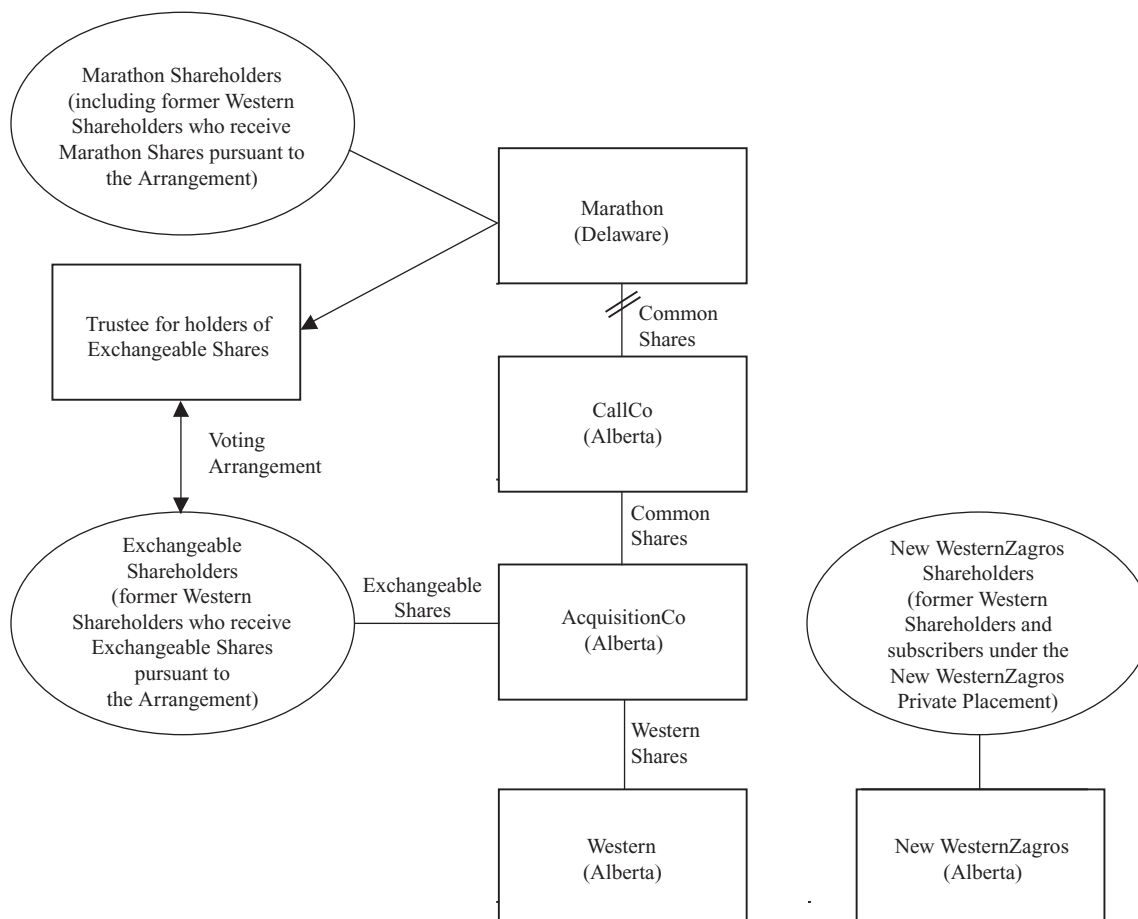 Marathon Shareholders
(including former Western
Shareholders who receive
Marathon Shares pursuant to
the Arrangement)
Marathon
(Delaware)
Trustee for holders of
Exchangeable Shares
Common
Shares
CallCo
(Alberta)
Voting
Arrangement
Common
Shares
Exchangeable
Shareholders
(former Western
Shareholders who receive
Exchangeable Shares
pursuant to
the Arrangement)
Exchangeable
Shares
AcquisitionCo
(Alberta)
New WesternZagros
Shareholders
(former Western
Shareholders and
subscribers under the
New WesternZagros
Private Placement)
Western
Shares
Western
(Alberta)
New WesternZagros
(Alberta)